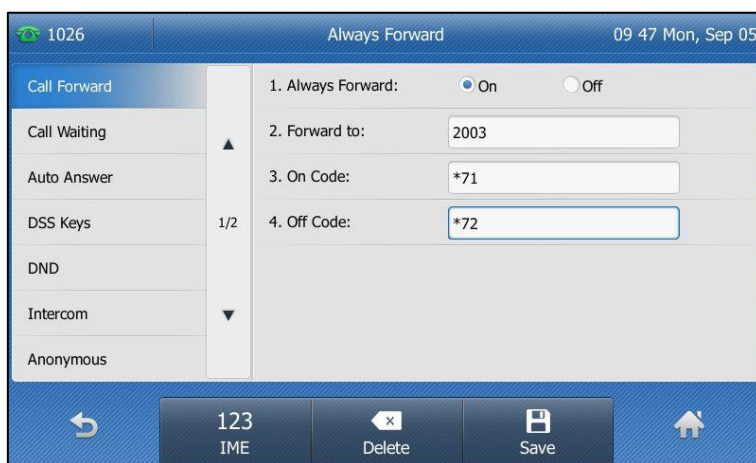 1026 Always Forward 09 47 Mon, Sep 05
Call Forward 1. Always Forward: On Off
Call Waiting 2. Forward to: 2003
Auto Answer 3. On Code: *71
DSS Keys 1/2 4. Off Code: *72
DND
Intercom
Anonymous
123
IME Delete Save